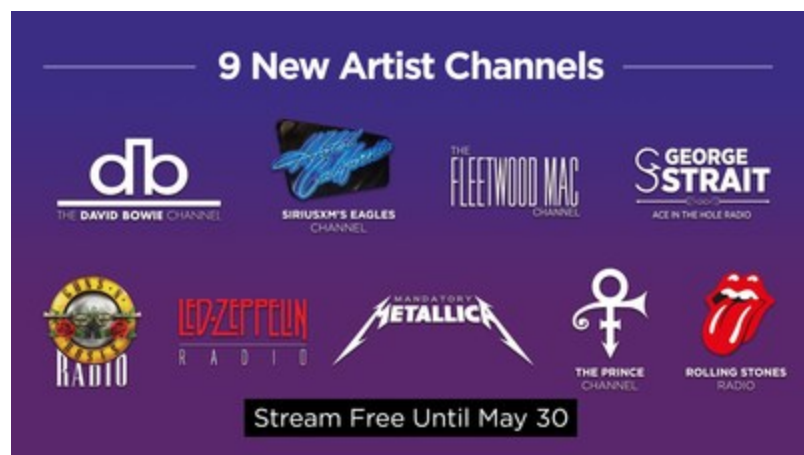 9 New Artist Channels
db
THE DAVID BOWIE CHANNEL
Hotel California
SIRIUSXM'S EAGLES
CHANNEL
THE
FLEETWOOD MAC
CHANNEL
GEORGE
STRAIT
ACE IN THE HOLE RADIO
GUNS N'
ROSES
RADIO
LED-ZEPPELIN
RADIO
MANDATORY
METALLICA
THE PRINCE
CHANNEL
ROLLING STONES
RADIO
Stream Free Until May 30